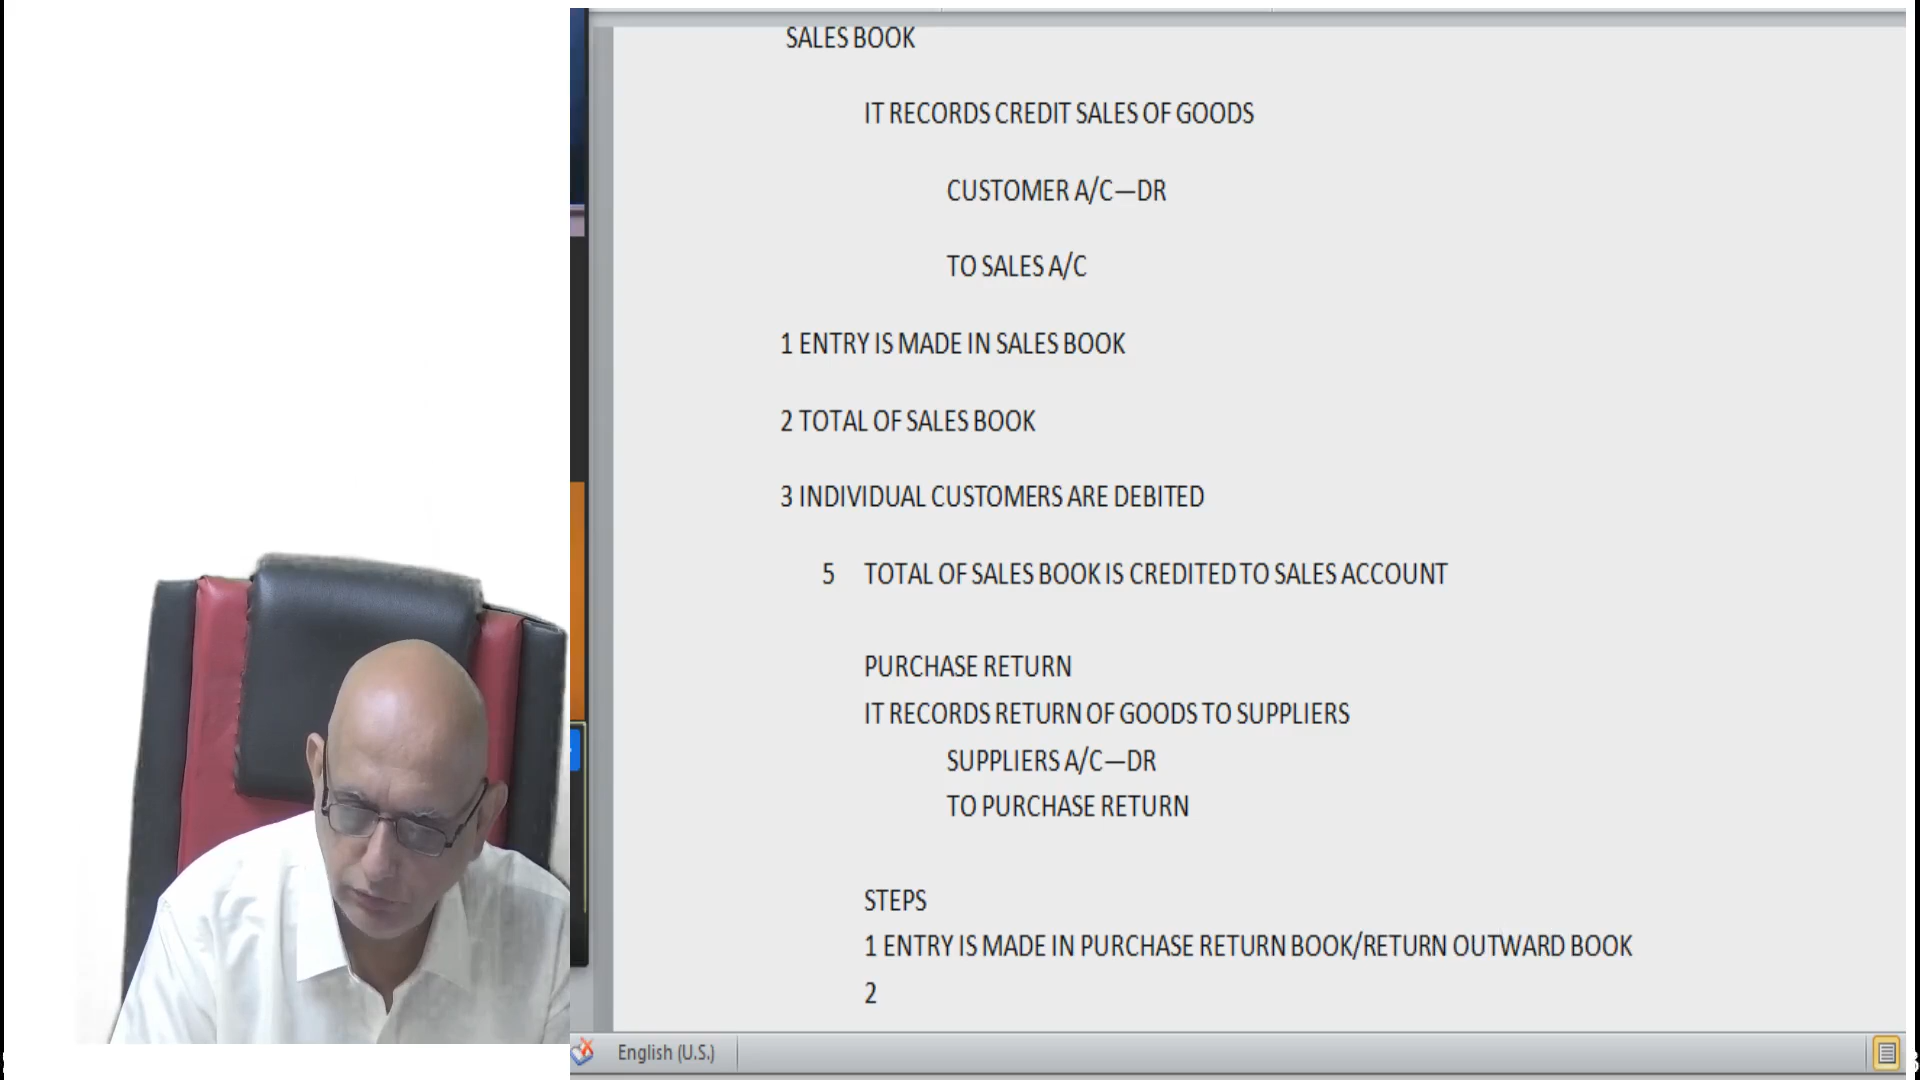 SALES BOOK
IT RECORDS CREDIT SALES OF GOODS
CUSTOMER A/C—DR
TO SALES A/C
1 ENTRY IS MADE IN SALES BOOK
2 TOTAL OF SALES BOOK
3 INDIVIDUAL CUSTOMERS ARE DEBITED
5 TOTAL OF SALES BOOK IS CREDITED TO SALES ACCOUNT
PURCHASE RETURN
IT RECORDS RETURN OF GOODS TO SUPPLIERS
SUPPLIERS A/C—DR
TO PURCHASE RETURN
STEPS
1 ENTRY IS MADE IN PURCHASE RETURN BOOK/RETURN OUTWARD BOOK
2
English (U.S.)